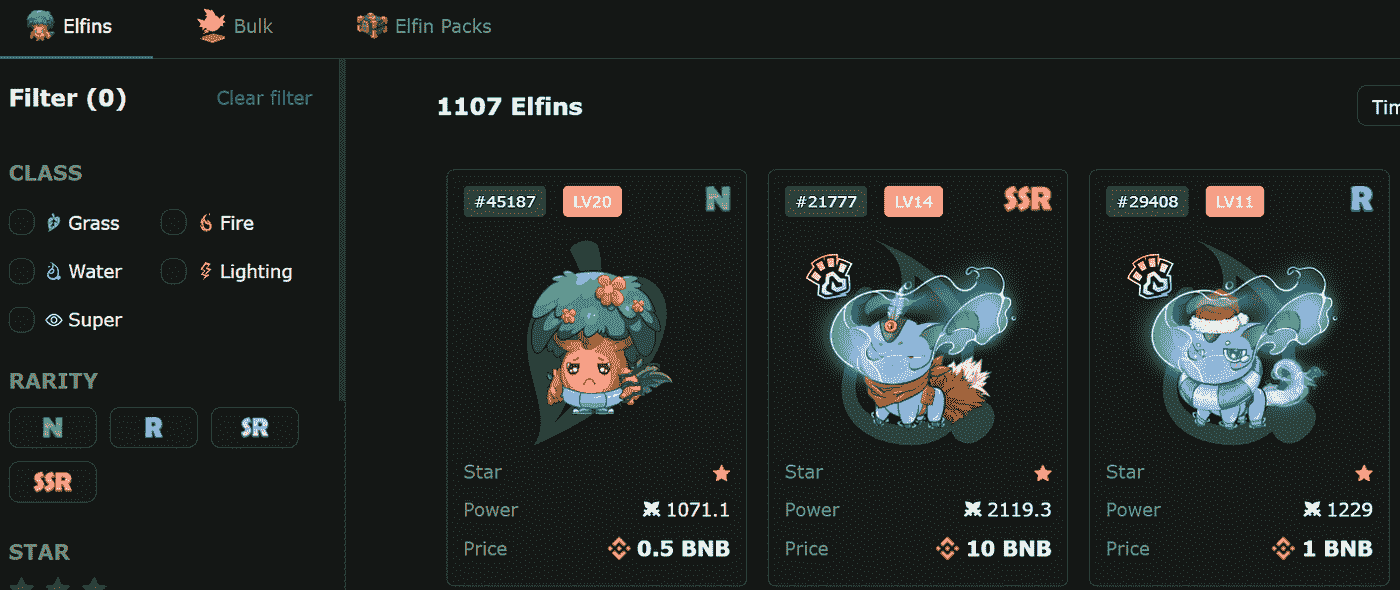 Elfins Bulk Elfin Packs
Filter (0) Clear filter
CLASS
Grass Fire
Water Lighting
Super
RARITY
N R SR
SSR
STAR
1107 Elfins
Tim
#45187 LV20 N
Star
Power 1071.1
Price 0.5 BNB
#21777 LV14 SSR
Star
Power 2119.3
Price 10 BNB
#29408 LV11 R
Star
Power 1229
Price 1 BNB